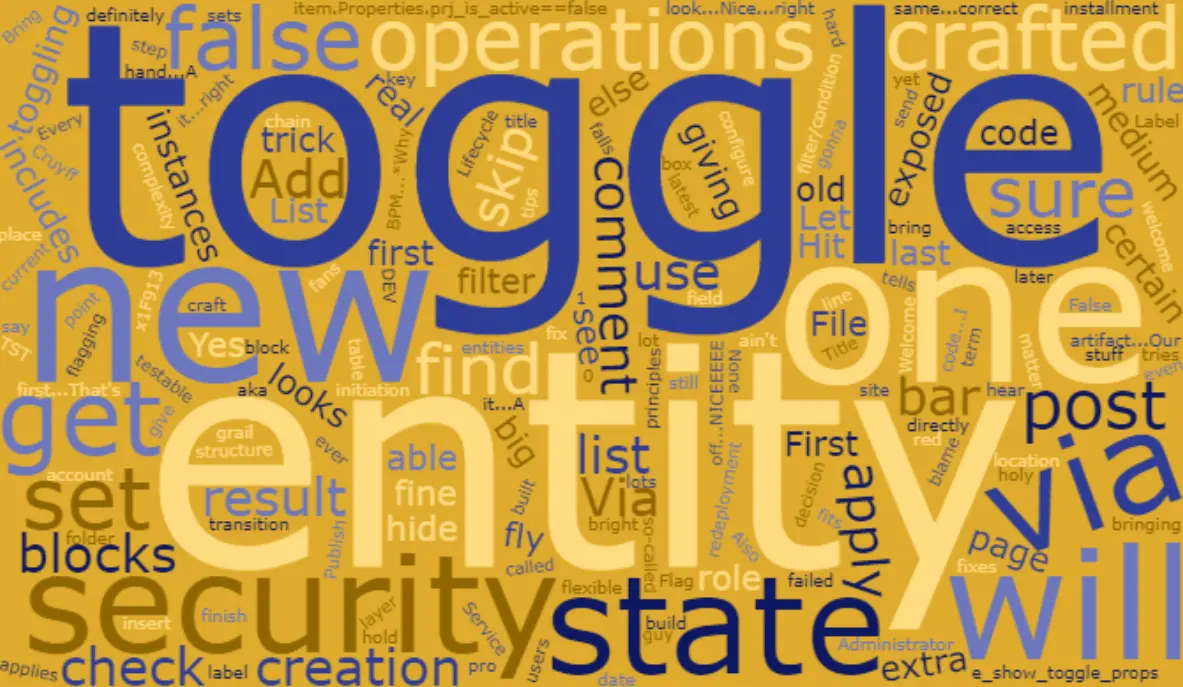 item.Properties.prj_is_active==false
look...Nice...right
same...correct
installment
Bring
definitely
sets
false
operations
crafted
toggling
step
hand...A
toggle
real
key
else
hard
yet
rule
Every
it...right
instances
chain
trick
Add
List
BPM...*Why
Lifecycle
title
skip
tips
falls
giving
configure
box
latest
filter/condition
gonna
send
exposed
code
medium
Label
includes
Cruyff
complexity
comment
old
Let
Hit
sure
access
welcome
certain
place
current
new
first
filter
use
bring
last
tells
later
x1F913
craft
fans
DEV
1
see
0
field
one
line
File
Title
Welcome
code...I
term
False
say
TST
point
flagging
Yes
block
table
find
entities
fix
lot
ain't
matter
artifact...Our
stuff
tries
even
first...That's
testable
aka
looks
initiation
entity
it...A
principles
still
None
site
bar
hear
directly
post
get
give
grail
structure
ever
able
big
list
lots
off...NICEEEEE
First
red
blame
location
holy
via
account
set
result
fine
hide
built
Via
bright
decision
fits
apply
bringing
folder
transition
Publish
fly
called
so-called
redeployment
Also
page
fixes
blocks
security
flexible
Flag
role
failed
will
insert
finish
layer
hold
Service
state
build
guy
Administrator
applies
check
label
creation
pro
users
date
extra
e_show_toggle_props